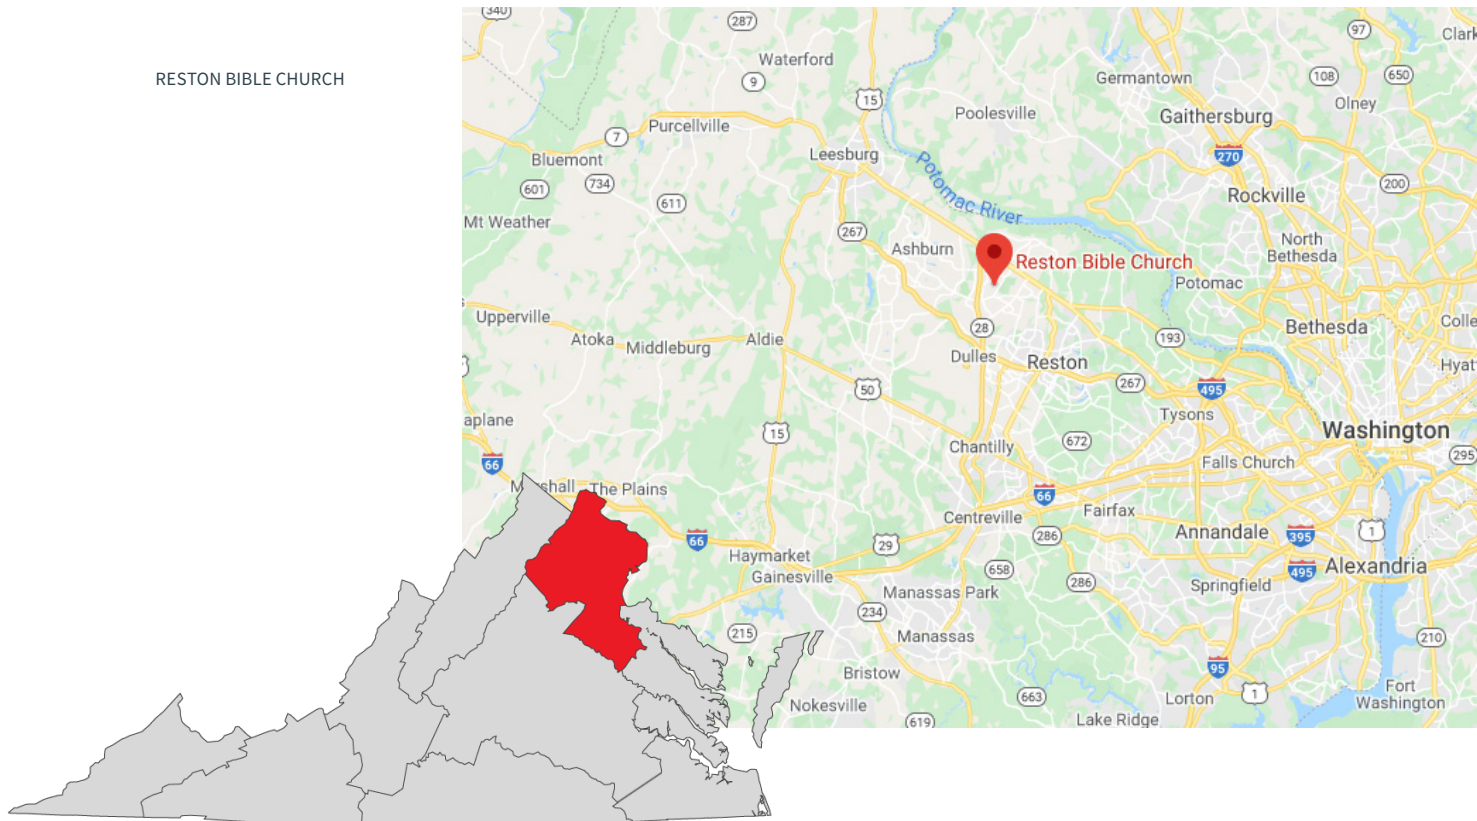 RESTON BIBLE CHURCH
340
287
97
Clark
Waterford
Germantown
108
650
9
15
Olney
Poolesville
Gaithersburg
Purcellville
7
Leesburg
Bluemont
270
Potomac River
601
734
200
611
Rockville
Mt Weather
267
Ashburn
North
Bethesda
Reston Bible Church
Potomac
Upperville
28
Bethesda
Colle
Atoka
Middleburg
Aldie
193
Dulles
Reston
Hyat
267
495
50
aplane
Tysons
15
Washington
672
Chantilly
295
66
Falls Church
The Plains
66
Centreville
Fairfax
1
286
Annandale
395
66
29
Haymarket
Alexandria
Gainesville
658
495
286
Springfield
Manassas Park
234
215
Manassas
210
95
Bristow
Fort
Washington
663
1
Lorton
Nokesville
619
Lake Ridge